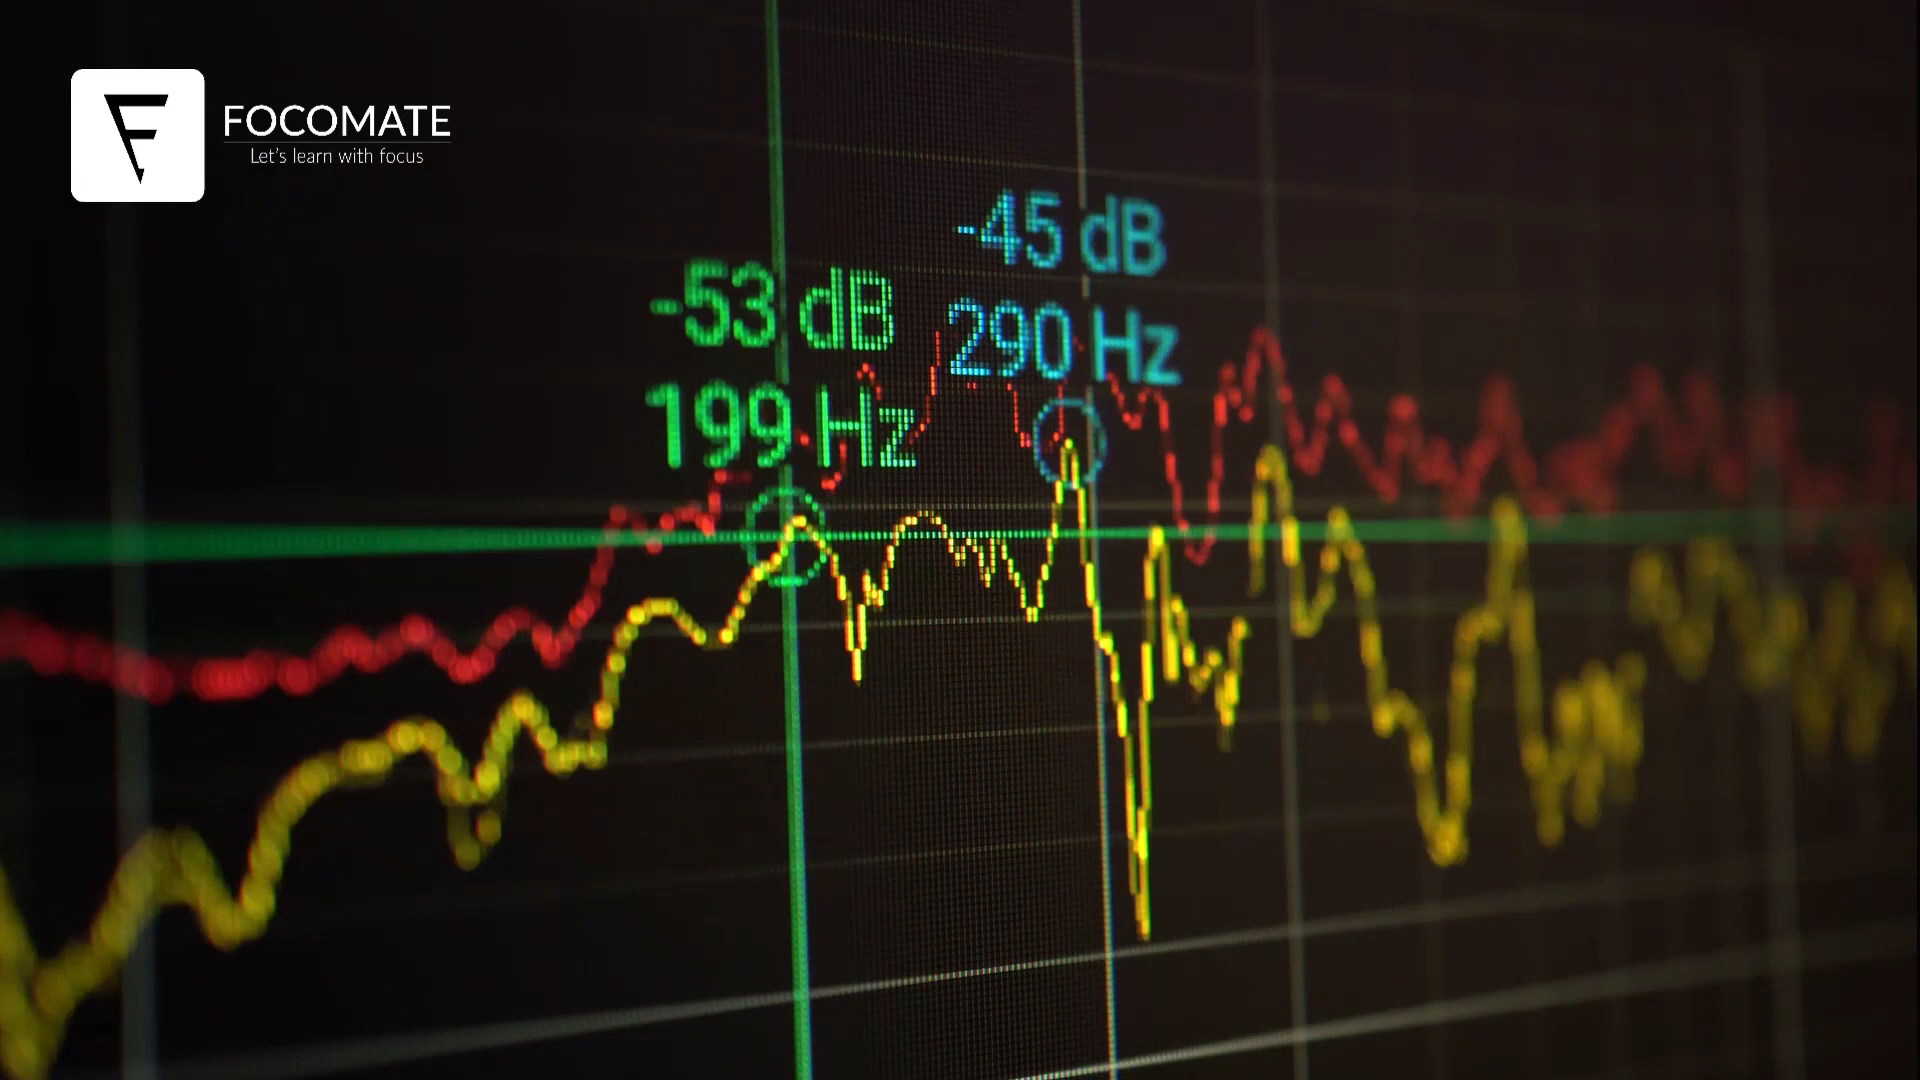 FOCOMATE
Let's learn with focus
-45 dB
290 Hz
-53 dB
199 Hz